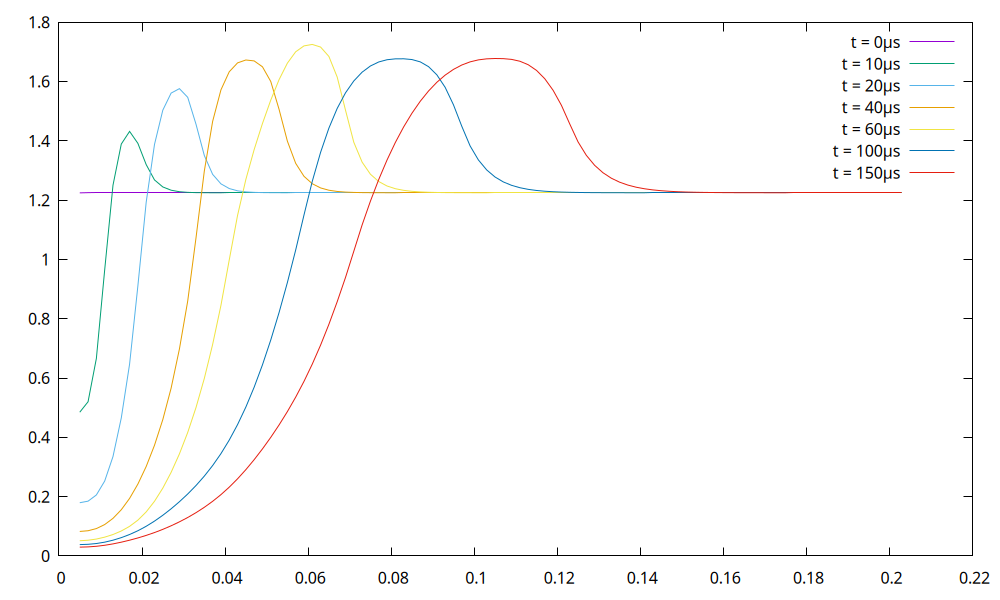 1.8
1.6
1.4
1.2
1
0.8
0.6
0.4
0.2
0
0 0.02 0.04 0.06 0.08 0.1 0.12 0.14 0.16 0.18 0.2 0.22
t = 0µs
t = 10µs
t = 20µs
t = 40µs
t = 60µs
t = 100µs
t = 150µs